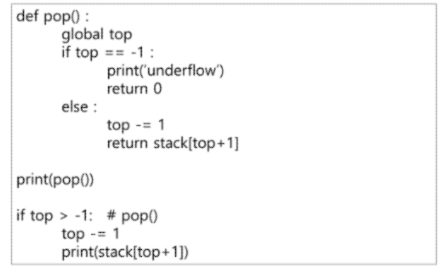 def pop() :
global top
if top == -1 :
print('underflow')
return 0
else :
top -= 1
return stack[top+1]
print(pop())
if top > -1:   # pop()
top -= 1
print(stack[top+1])